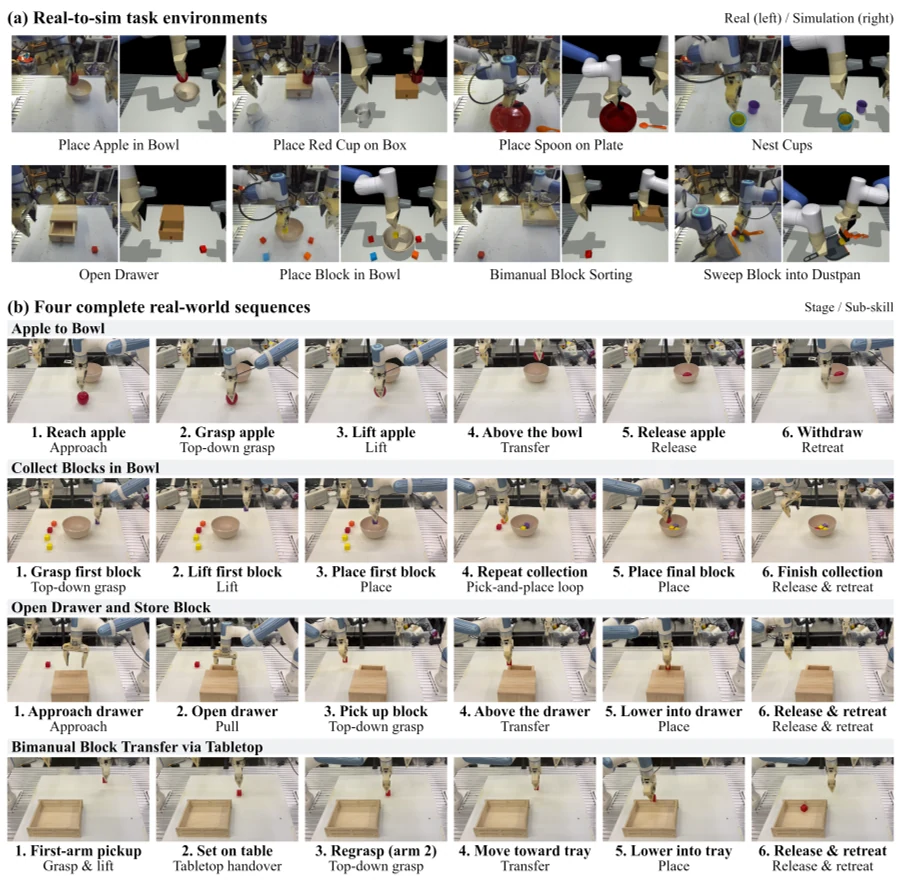 (a) Real-to-sim task environments
Real (left) / Simulation (right)
Place Apple in Bowl
Place Red Cup on Box
Place Spoon on Plate
Nest Cups
Open Drawer
Place Block in Bowl
Bimanual Block Sorting
Sweep Block into Dustpan
(b) Four complete real-world sequences
Stage / Sub-skill
Apple to Bowl
1. Reach apple
Approach
2. Grasp apple
Top-down grasp
3. Lift apple
Lift
4. Above the bowl
Transfer
5. Release apple
Release
6. Withdraw
Retreat
Collect Blocks in Bowl
1. Grasp first block
Top-down grasp
2. Lift first block
Lift
3. Place first block
Place
4. Repeat collection
Pick-and-place loop
5. Place final block
Place
6. Finish collection
Release & retreat
Open Drawer and Store Block
1. Approach drawer
Approach
2. Open drawer
Pull
3. Pick up block
Top-down grasp
4. Above the drawer
Transfer
5. Lower into drawer
Place
6. Release & retreat
Release & retreat
Bimanual Block Transfer via Tabletop
1. First-arm pickup
Grasp & lift
2. Set on table
Tabletop handover
3. Regrasp (arm 2)
Top-down grasp
4. Move toward tray
Transfer
5. Lower into tray
Place
6. Release & retreat
Release & retreat